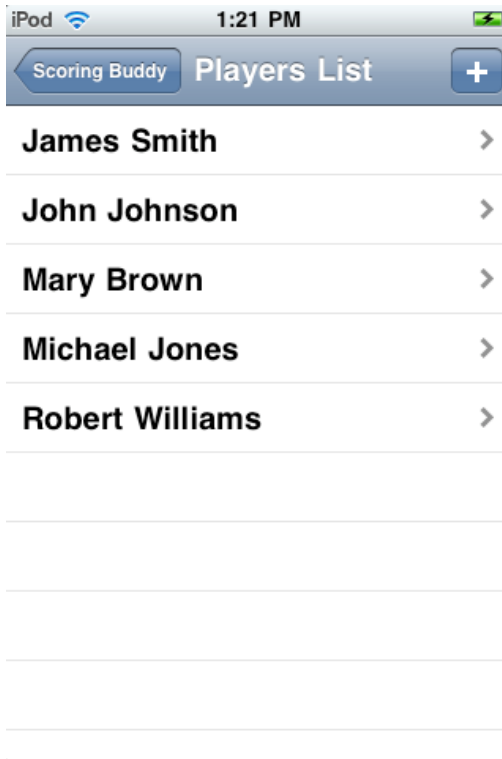 iPod 1:21 PM
Scoring Buddy Players List +
James Smith
John Johnson
Mary Brown
Michael Jones
Robert Williams